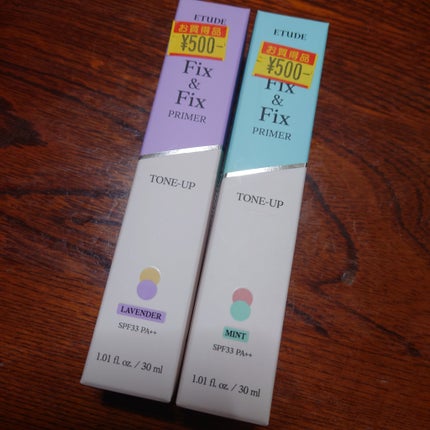 ETUDE
お買得品
¥500-
Fix
&
Fix
PRIMER
TONE-UP
LAVENDER
SPF33 PA++
1.01 fl. oz. / 30 ml
ETUDE
お買得品
¥500-
Fix
&
Fix
PRIMER
TONE-UP
MINT
SPF33 PA++
1.01 fl. oz. / 30 ml